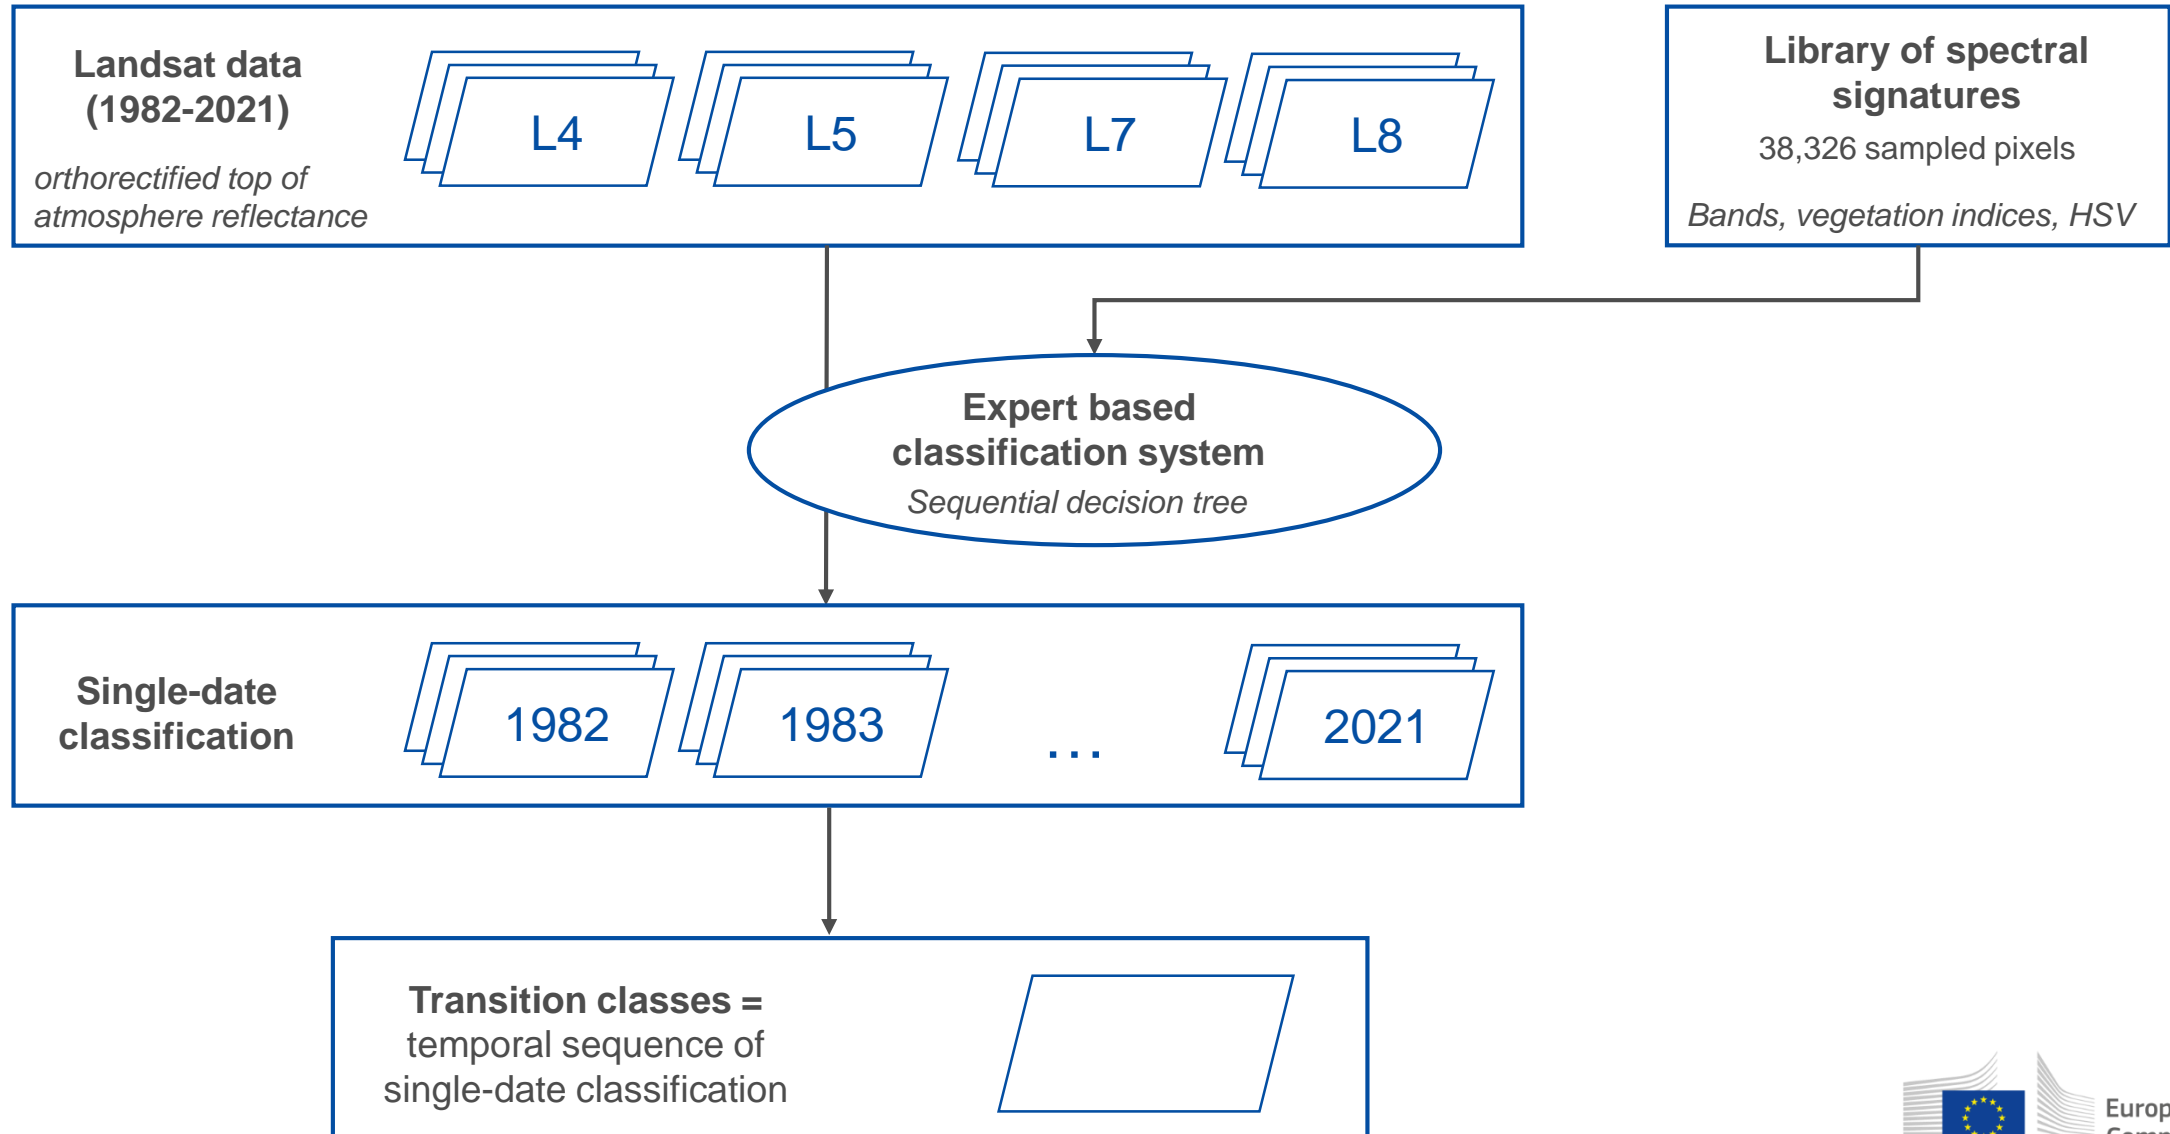 Landsat data
(1982-2021)
orthorectified top of
atmosphere reflectance
L4
L5
L7
L8
Library of spectral
signatures
38,326 sampled pixels
Bands, vegetation indices, HSV
Expert based
classification system
Sequential decision tree
Single-date
classification
1982
1983
...
2021
Transition classes =
temporal sequence of
single-date classification
Europ